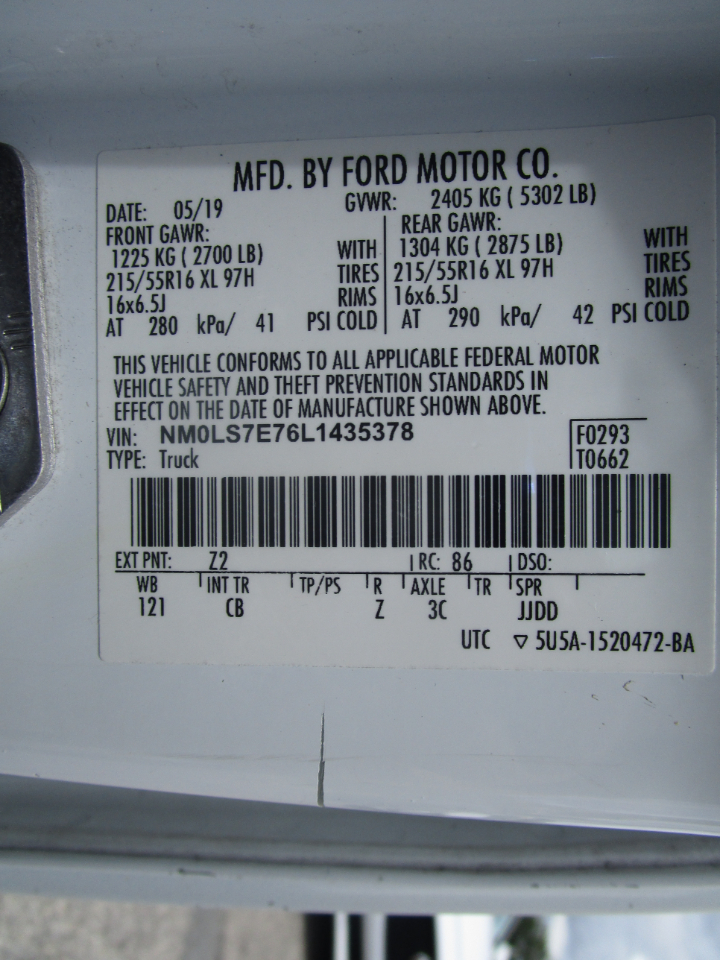 MFD. BY FORD MOTOR CO.
DATE: 05/19 GVWR: 2405 KG ( 5302 LB)
FRONT GAWR: REAR GAWR:
1225 KG ( 2700 LB) WITH 1304 KG ( 2875 LB) WITH
215/55R16 XL 97H TIRES 215/55R16 XL 97H TIRES
16x6.5J RIMS 16x6.5J RIMS
AT 280 kPa/ 41 PSI COLD AT 290 kPa/ 42 PSI COLD
THIS VEHICLE CONFORMS TO ALL APPLICABLE FEDERAL MOTOR
VEHICLE SAFETY AND THEFT PREVENTION STANDARDS IN
EFFECT ON THE DATE OF MANUFACTURE SHOWN ABOVE.
VIN: NM0LS7E76L1435378 F0293
TYPE: Truck T0662
EXT PNT: Z2 RC: 86 DSO:
WB INT TR TP/PS R AXLE TR SPR
121 CB Z 3C JJDD
UTC ▽ 5U5A-1520472-BA